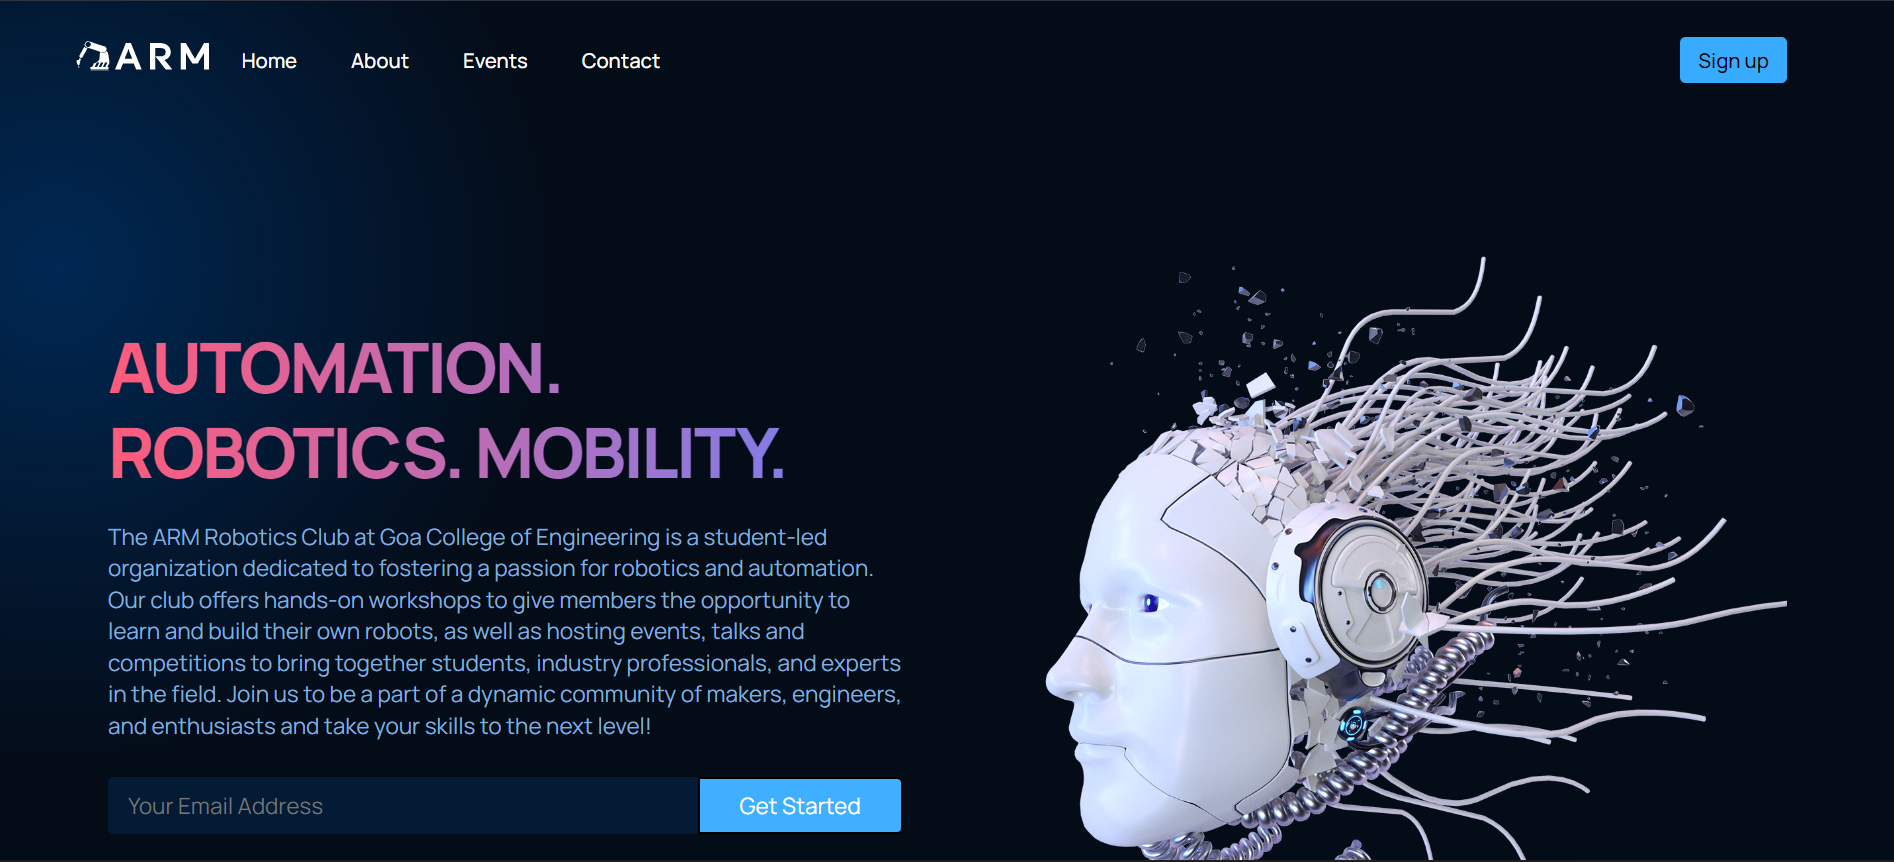 ARM
Home
About
Events
Contact
Sign up
AUTOMATION.
ROBOTICS. MOBILITY.
The ARM Robotics Club at Goa College of Engineering is a student-led
organization dedicated to fostering a passion for robotics and automation.
Our club offers hands-on workshops to give members the opportunity to
learn and build their own robots, as well as hosting events, talks and
competitions to bring together students, industry professionals, and experts
in the field. Join us to be a part of a dynamic community of makers, engineers,
and enthusiasts and take your skills to the next level!
Your Email Address
Get Started